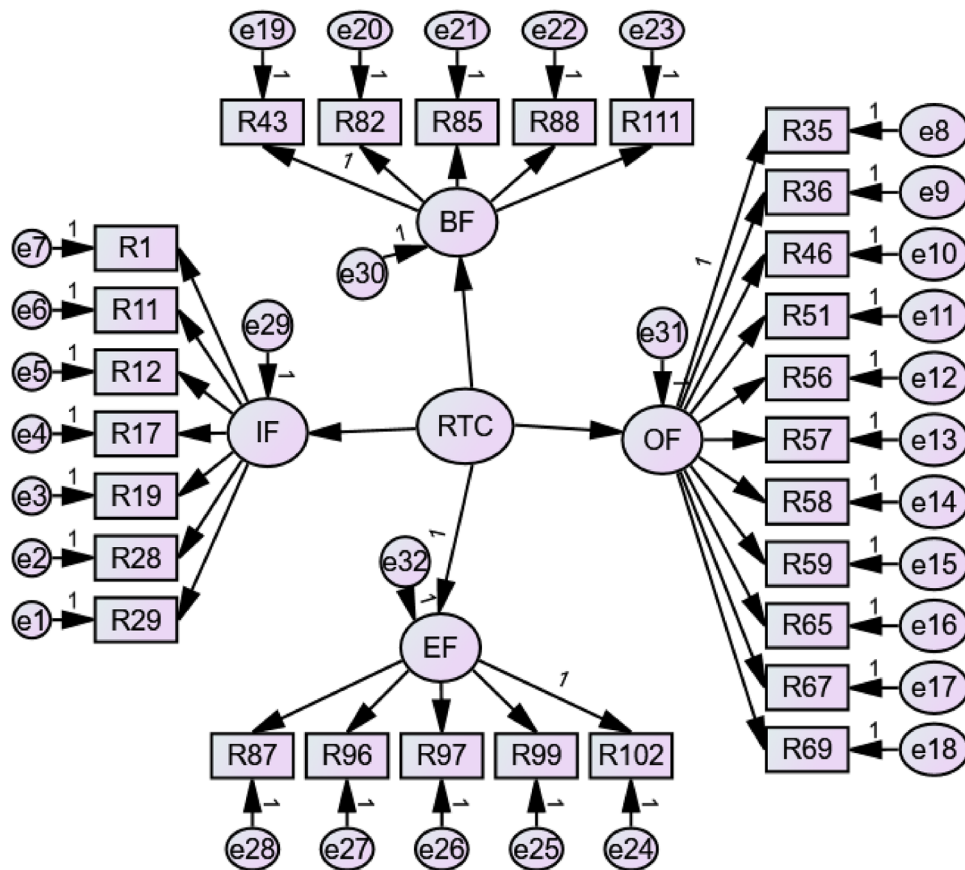 e19 e20 e21 e22 e23
1 1 1 1 1
R43 R82 R85 R88 R111
1
BF
1
e30
e7 1 R1
e6 1 R11
e5 1 R12
e4 1 R17
e3 1 R19
e2 1 R28
e1 1 R29
e29
1
IF
RTC
e31
1
OF
1
R35 1 e8
R36 1 e9
R46 1 e10
R51 1 e11
R56 1 e12
R57 1 e13
R58 1 e14
R59 1 e15
R65 1 e16
R67 1 e17
R69 1 e18
1
e32
1
EF
1
R87 R96 R97 R99 R102
1 1 1 1 1
e28 e27 e26 e25 e24